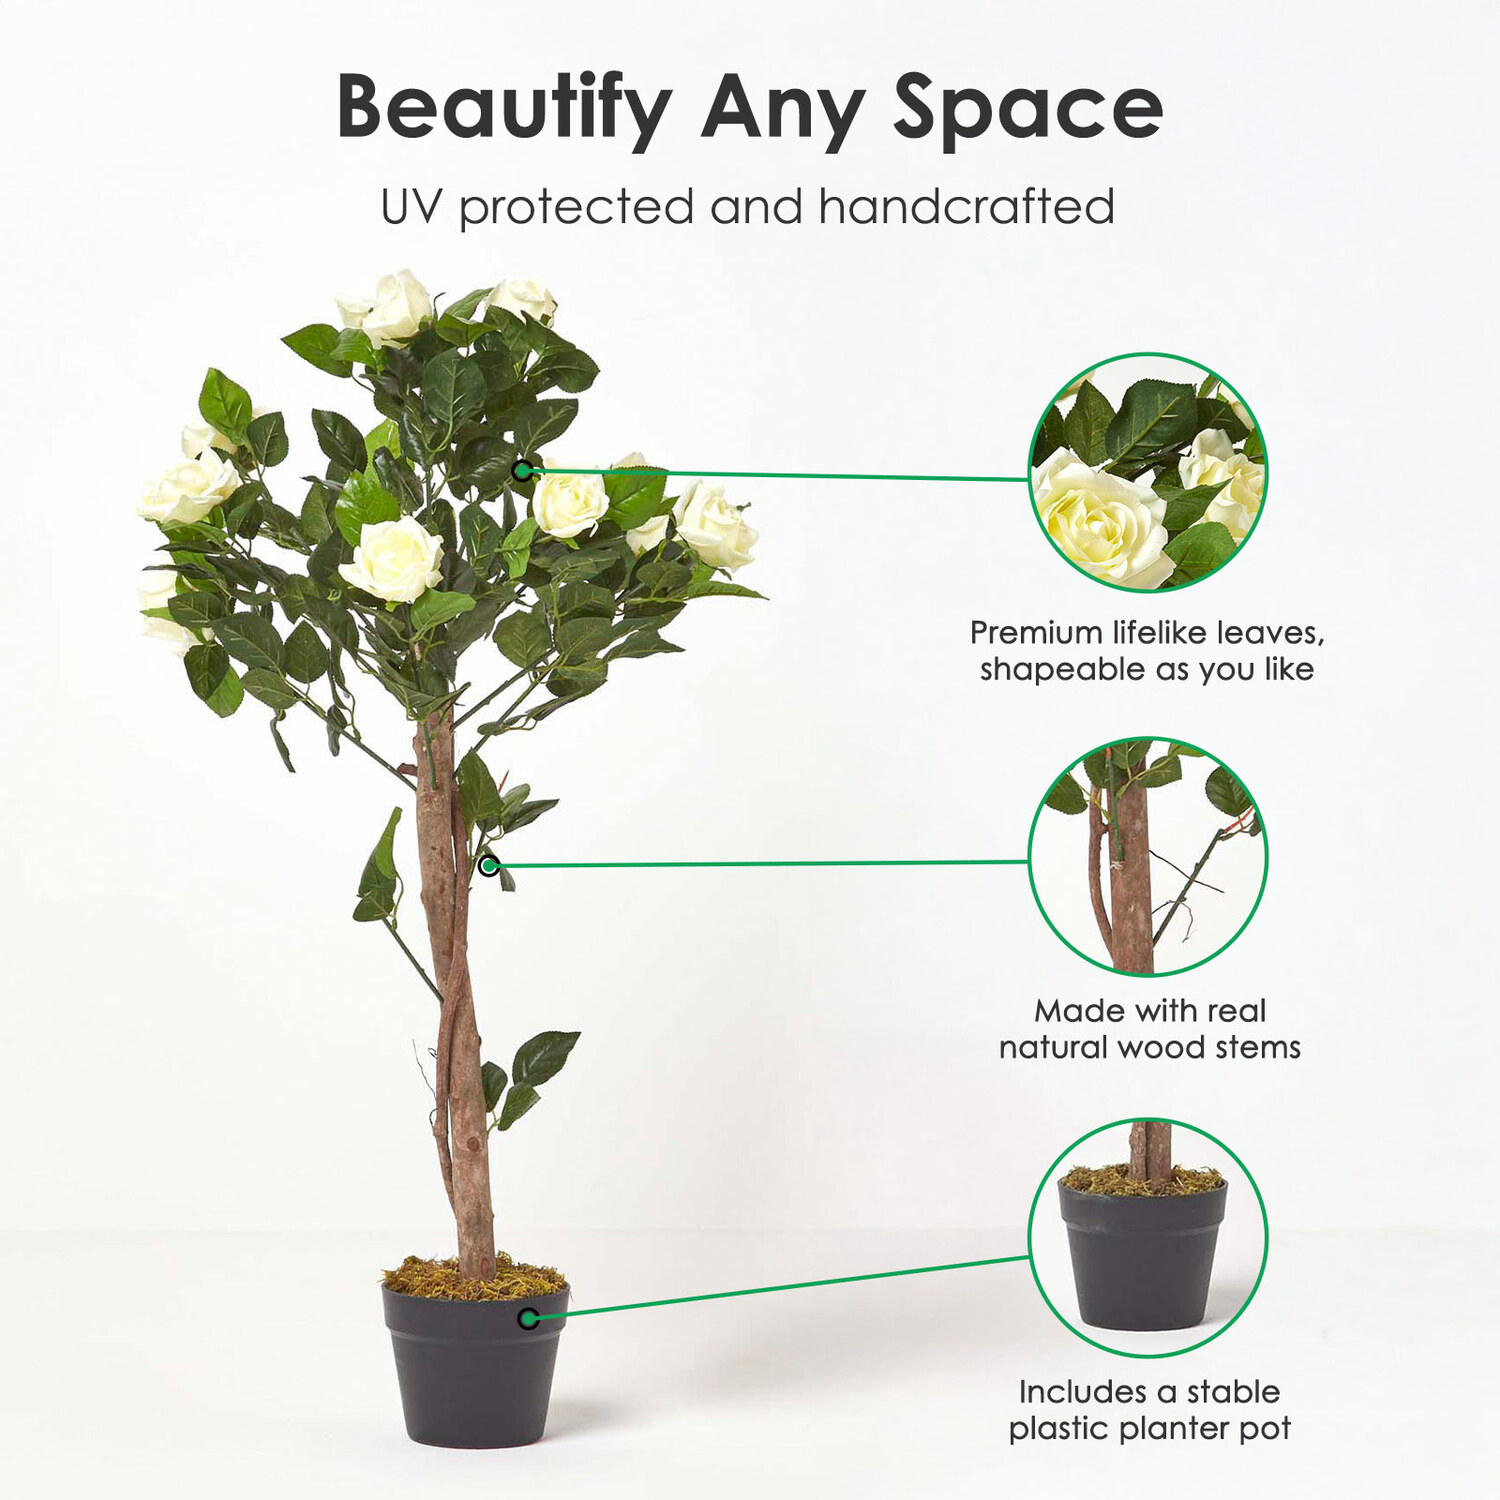 Beautify Any Space
UV protected and handcrafted
Premium lifelike leaves,
shapeable as you like
Made with real
natural wood stems
Includes a stable
plastic planter pot